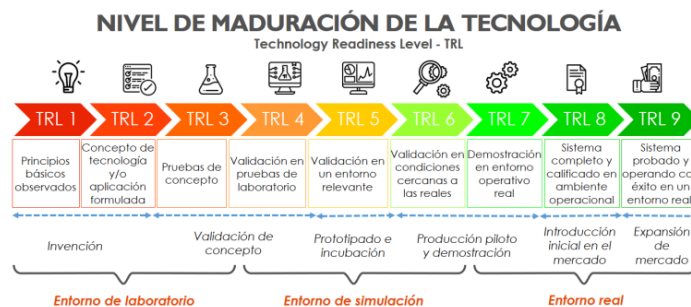 NIVEL DE MADURACIÓN DE LA TECNOLOGÍA
Technology Readiness Level - TRL
TRL 1
TRL 2
TRL 3
TRL 4
TRL 5
TRL 6
TRL 7
TRL 8
TRL 9
Principios
básicos
observados
Concepto de
tecnología
y/o
aplicación
formulada
Pruebas de
concepto
Validación en
pruebas de
laboratorio
Validación en
un entorno
relevante
Validación en
condiciones
cercanas a
las reales
Demostración
en entorno
operativo
real
Sistema
completo y
calificado en
ambiente
operacional
Sistema
probado y
operando co
éxito en un
entorno real
Invención
Validación de
concepto
Prototipado e
incubación
Producción piloto
y demostración
Introducción
inicial en el
mercado
Expansión
de
mercado
Entorno de laboratorio
Entorno de simulación
Entorno real